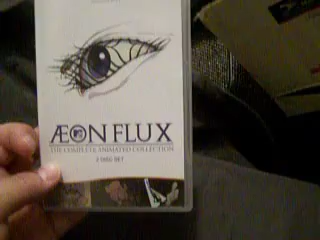 ÆON FLUX
THE COMPLETE ANIMATED COLLECTION
3 DISC SET